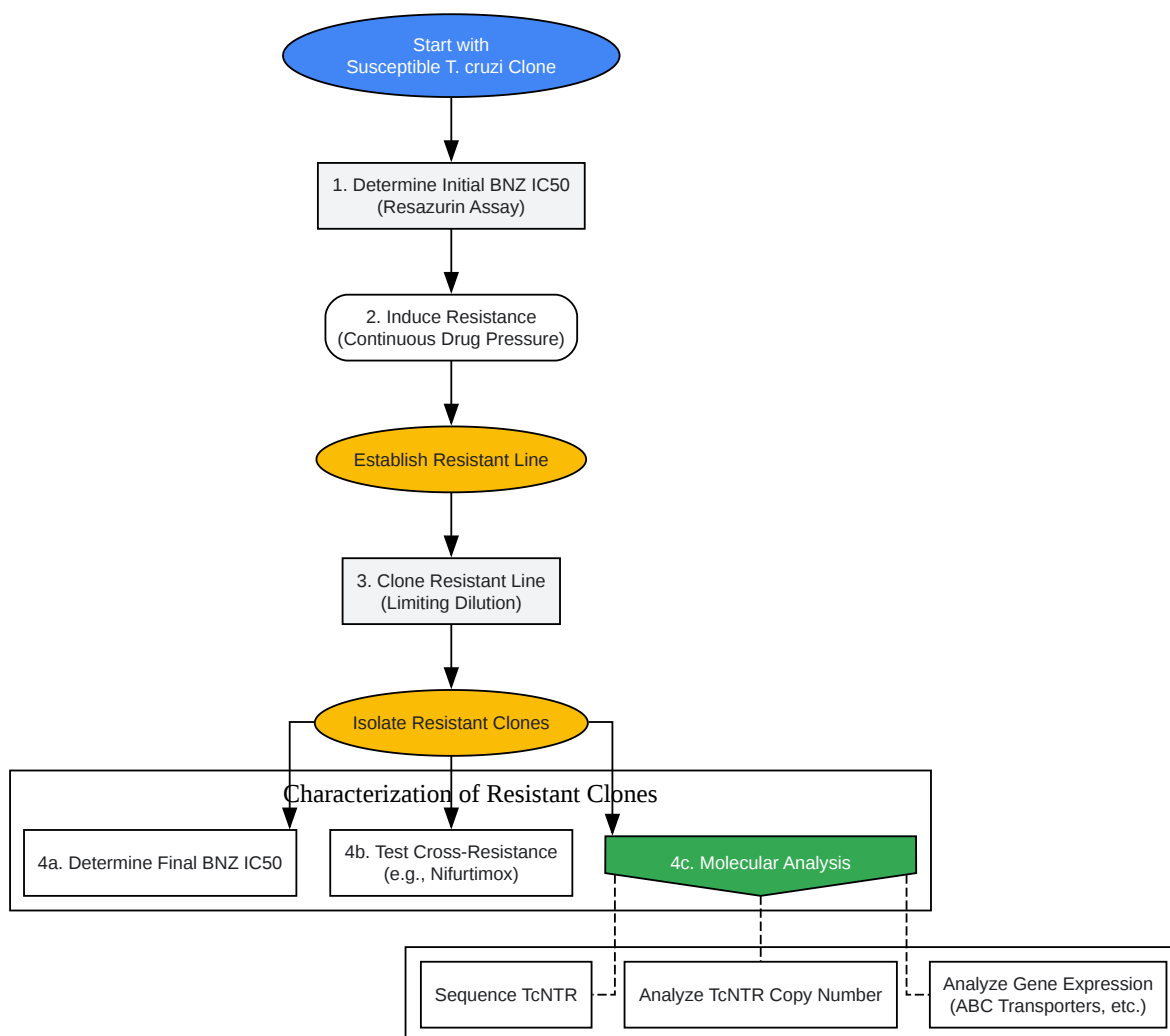 Start with
Susceptible T. cruzi Clone
1. Determine Initial BNZ IC50
(Resazurin Assay)
2. Induce Resistance
(Continuous Drug Pressure)
Establish Resistant Line
3. Clone Resistant Line
(Limiting Dilution)
Isolate Resistant Clones
Characterization of Resistant Clones
4a. Determine Final BNZ IC50
4b. Test Cross-Resistance
(e.g., Nifurtimox)
4c. Molecular Analysis
Sequence TcNTR
Analyze TcNTR Copy Number
Analyze Gene Expression
(ABC Transporters, etc.)